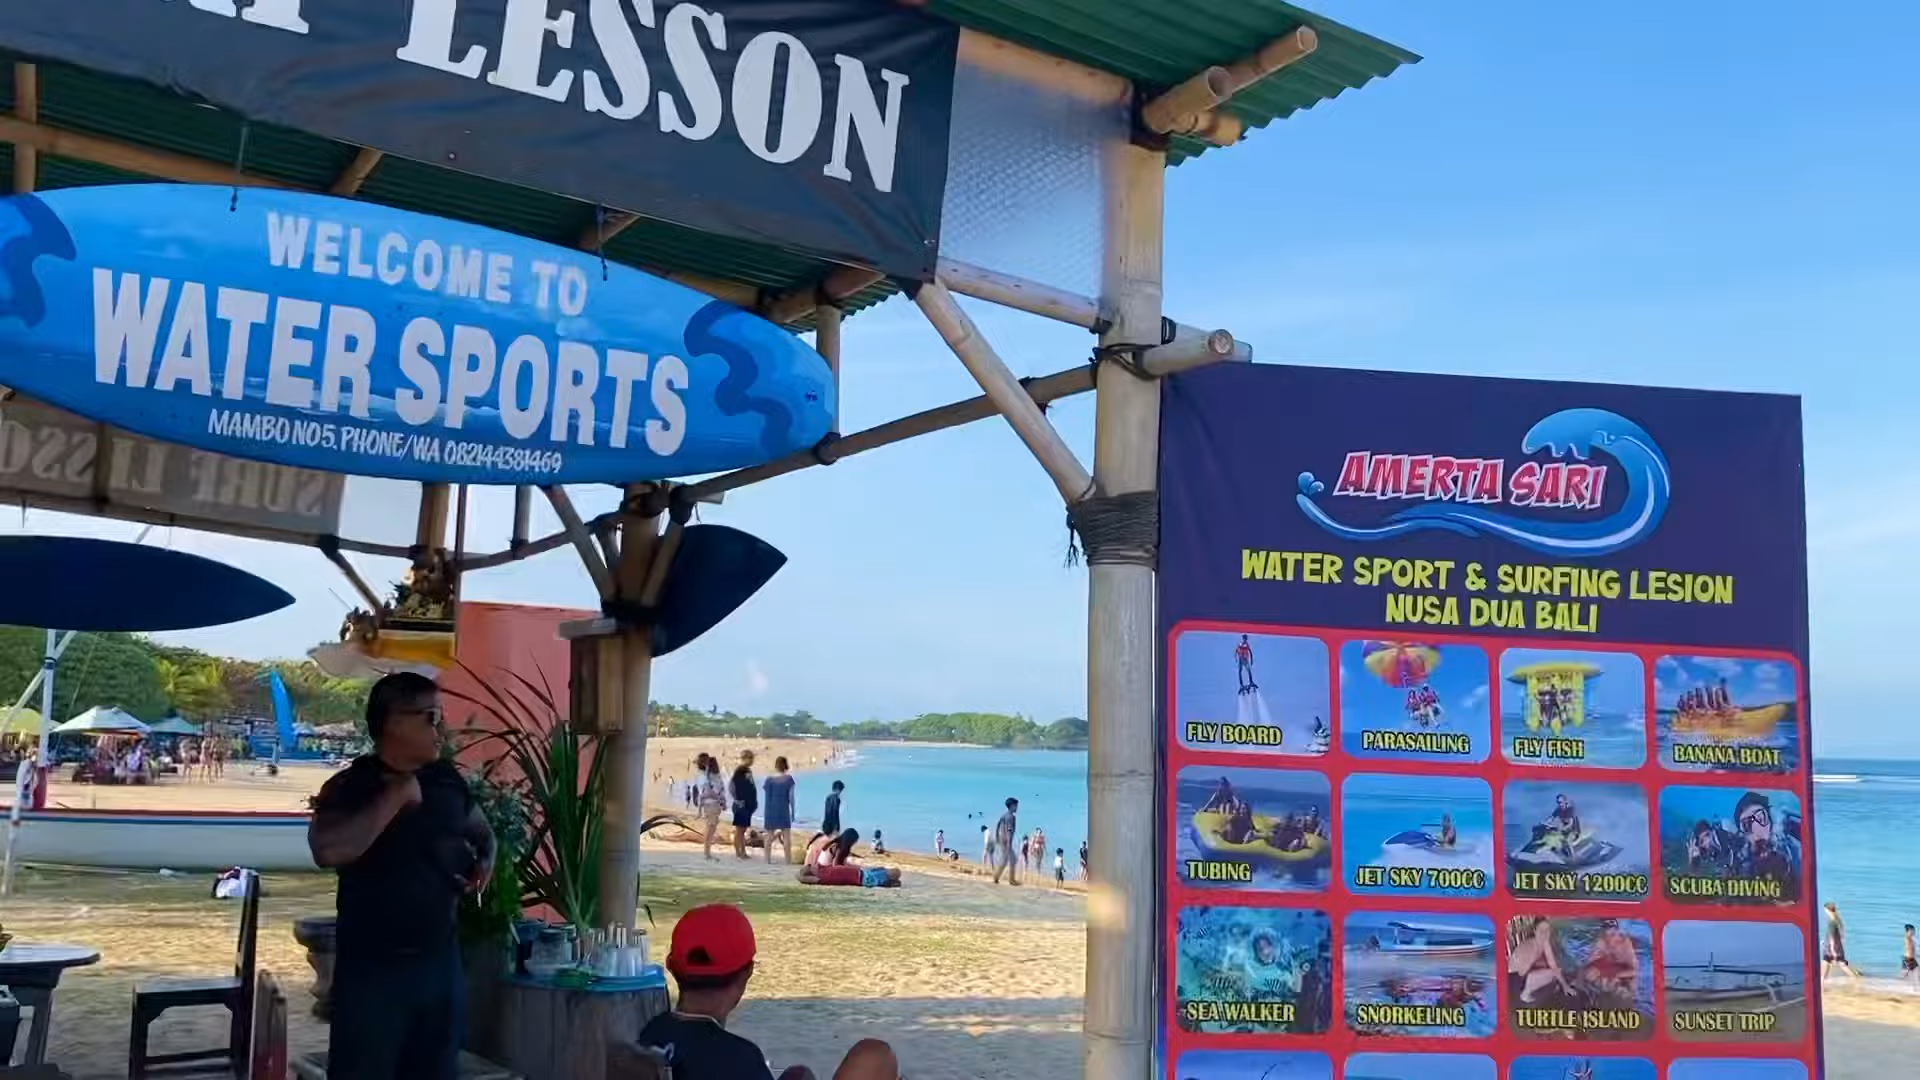 LESSON
WELCOME TO
WATER SPORTS
MAMBO NO5. PHONE/WA 082144381469
SURF LESSO
AMERTA SARI
WATER SPORT & SURFING LESION
NUSA DUA BALI
FLY BOARD
PARASAILING
FLY FISH
BANANA BOAT
TUBING
JET SKY 700CC
JET SKY 1200CC
SCUBA DIVING
SEA WALKER
SNORKELING
TURTLE ISLAND
SUNSET TRIP